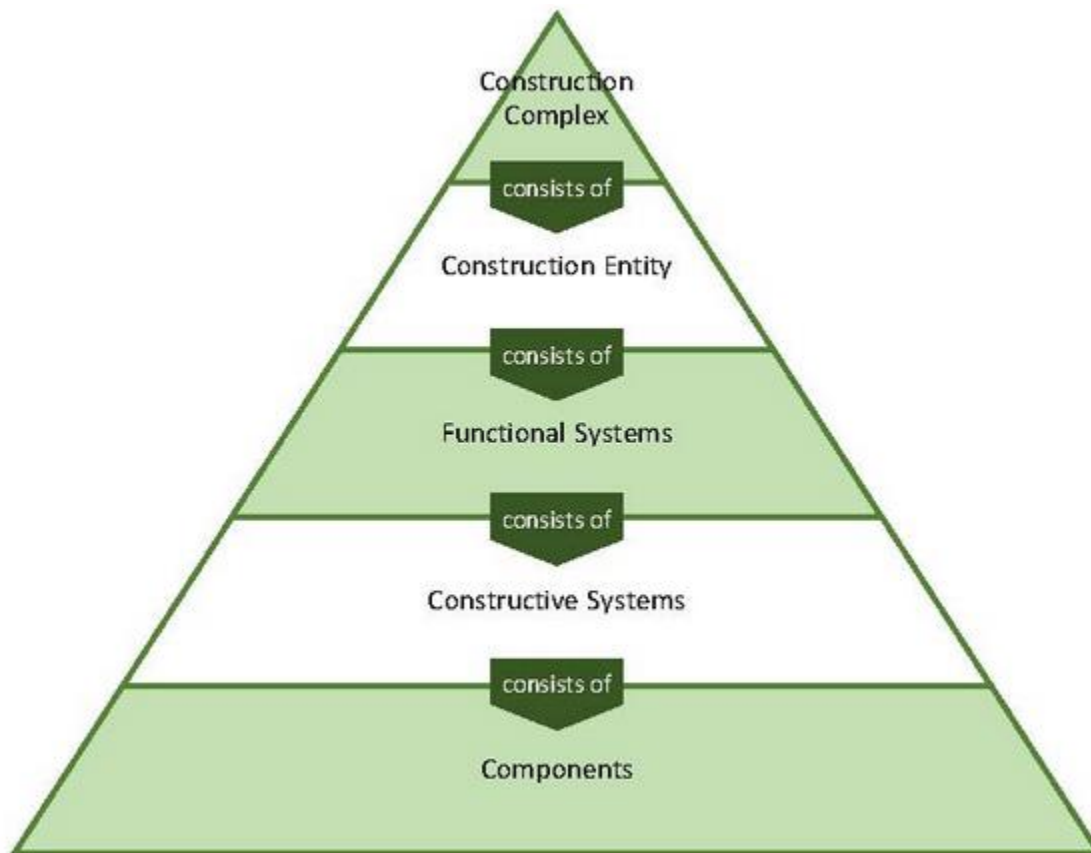 Construction
Complex
consists of
Construction Entity
consists of
Functional Systems
consists of
Constructive Systems
consists of
Components